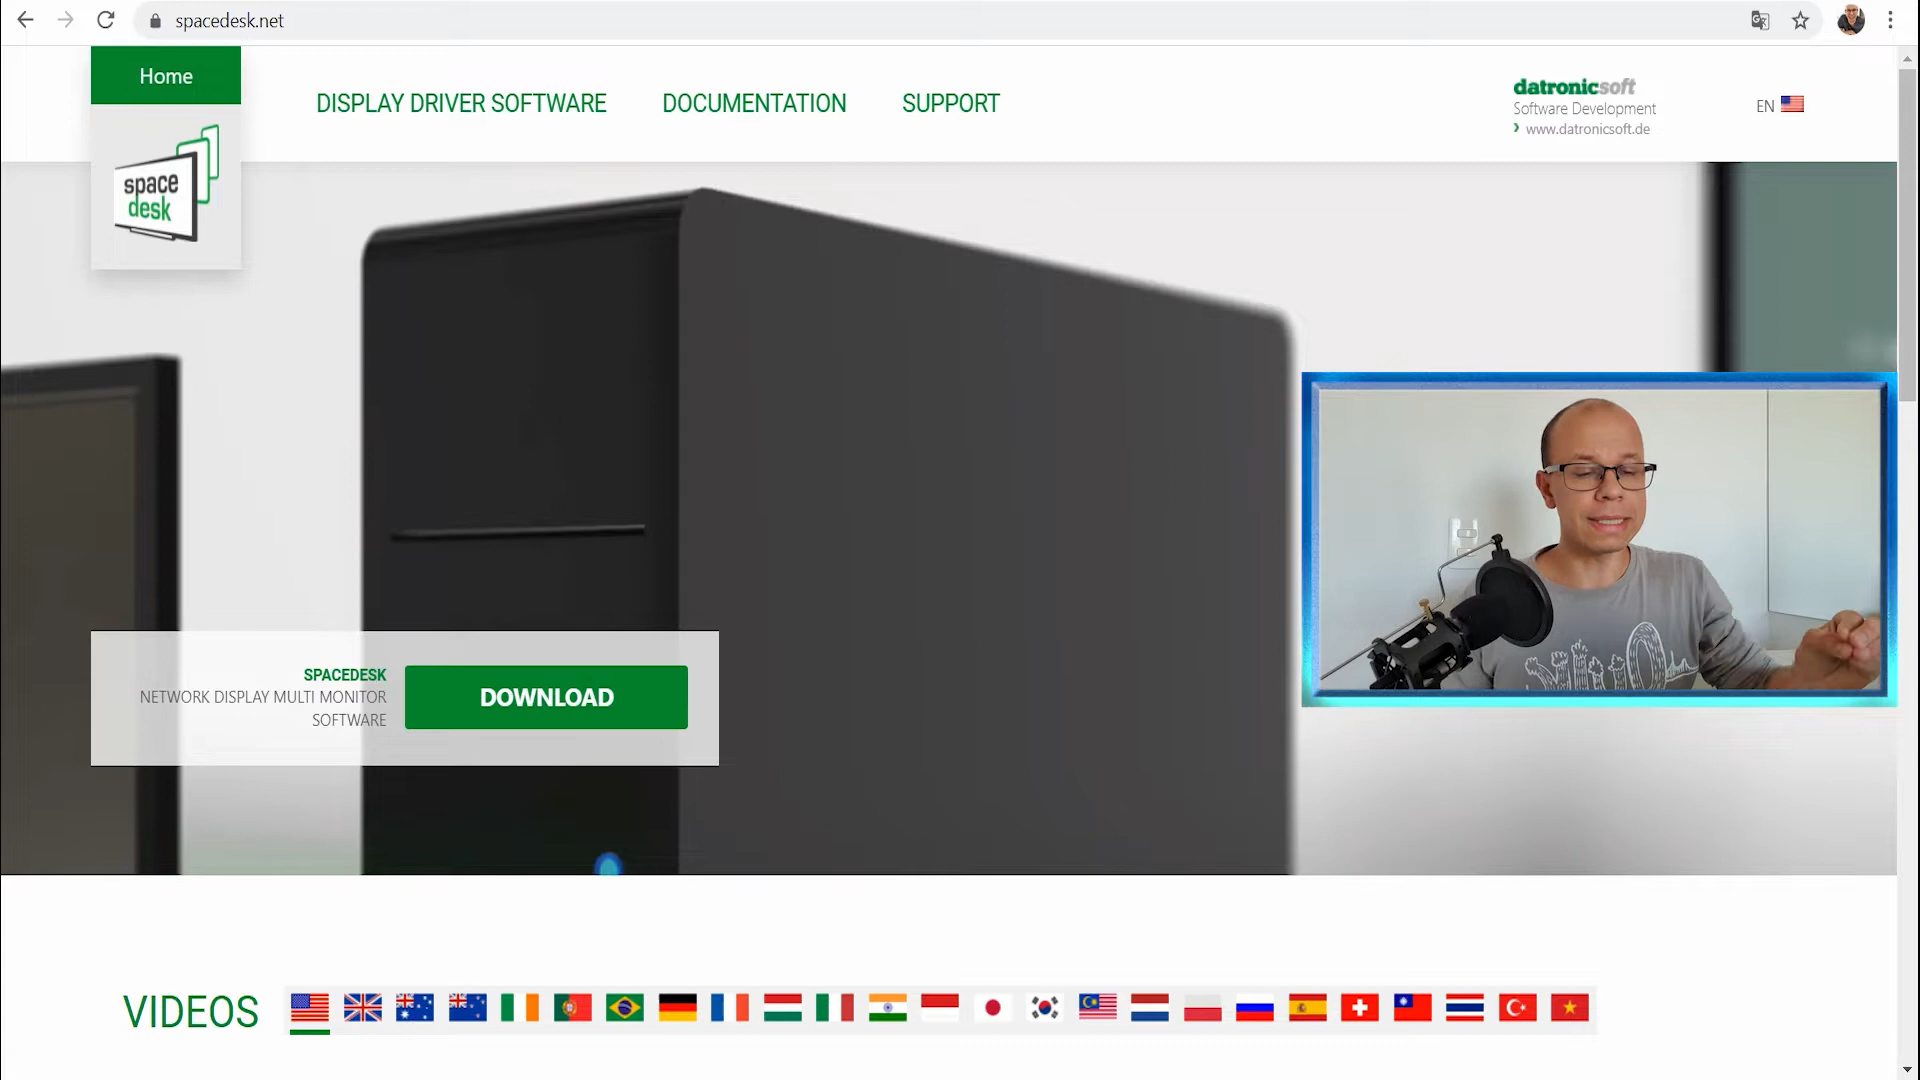 spacedesk.net
Home
DISPLAY DRIVER SOFTWARE
DOCUMENTATION
SUPPORT
datronicsoft
Software Development
www.datronicsoft.de
EN
space
desk
SPACEDESK
NETWORK DISPLAY MULTI MONITOR
SOFTWARE
DOWNLOAD
VIDEOS